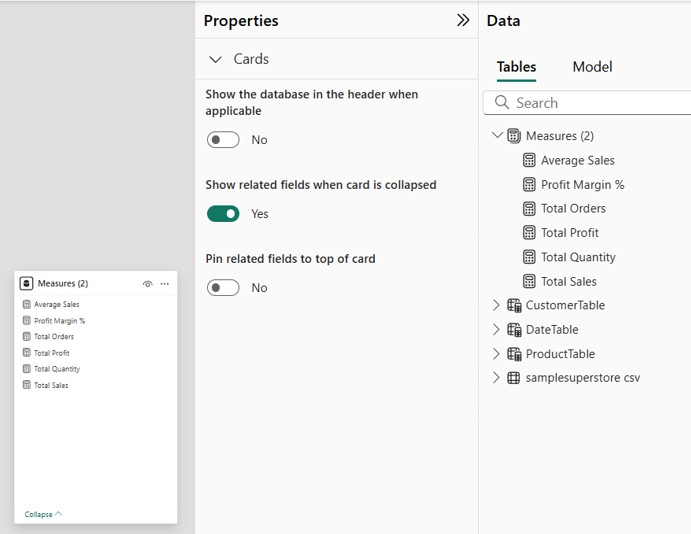 Measures (2)
Average Sales
Profit Margin %
Total Orders
Total Profit
Total Quantity
Total Sales
Collapse
Properties
Cards
Show the database in the header when
applicable
No
Show related fields when card is collapsed
Yes
Pin related fields to top of card
No
Data
Tables Model
Search
Measures (2)
Average Sales
Profit Margin %
Total Orders
Total Profit
Total Quantity
Total Sales
CustomerTable
DateTable
ProductTable
samplesuperstore csv